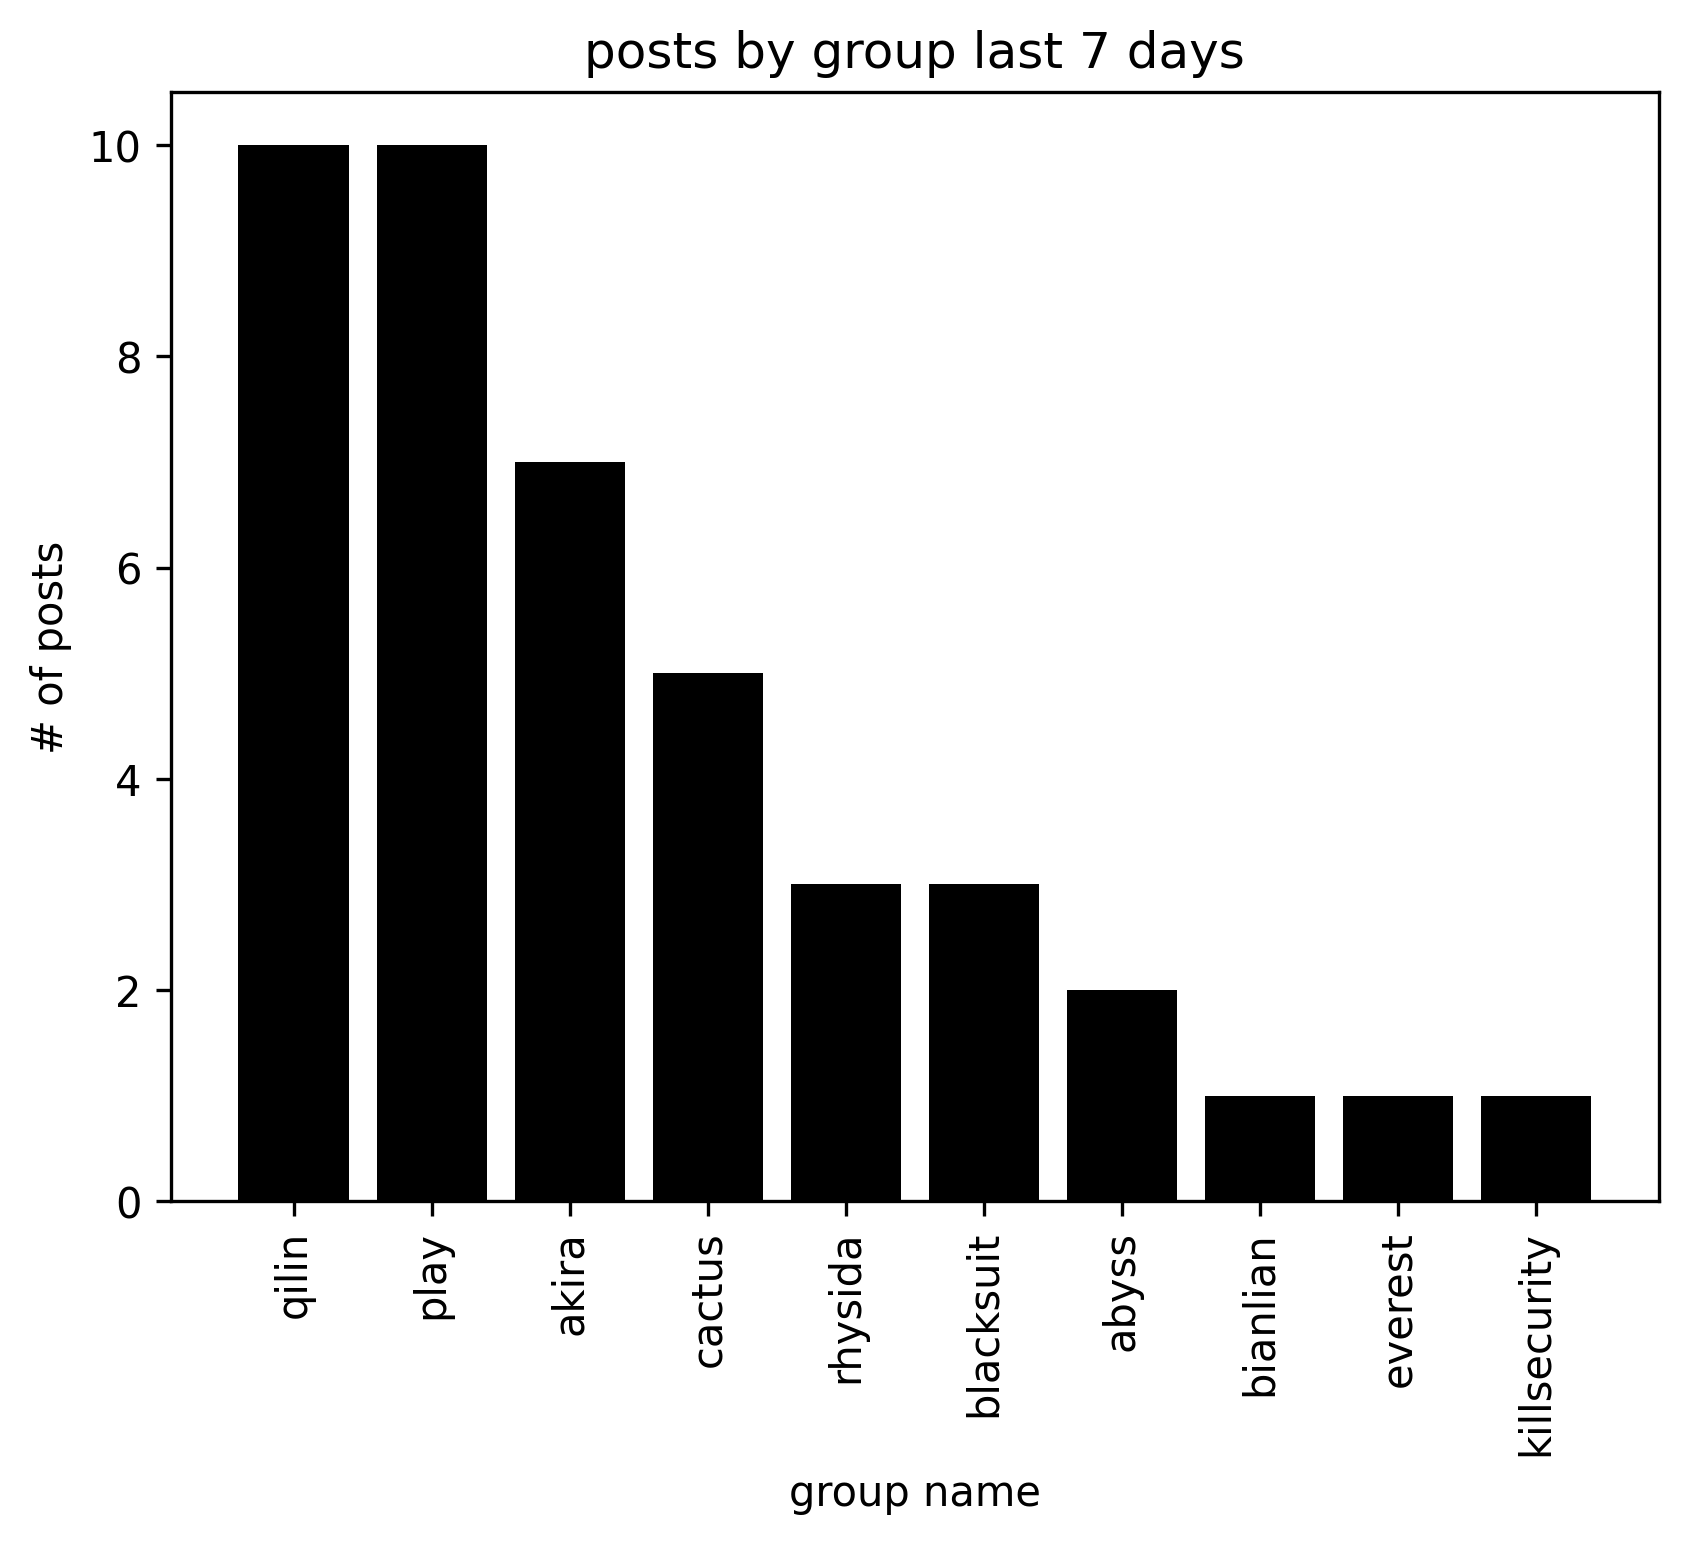 posts by group last 7 days
10
8
6
4
2
0
# of posts
qilin
play
akira
cactus
rhysida
blacksuit
abyss
bianlian
everest
killsecurity
group name